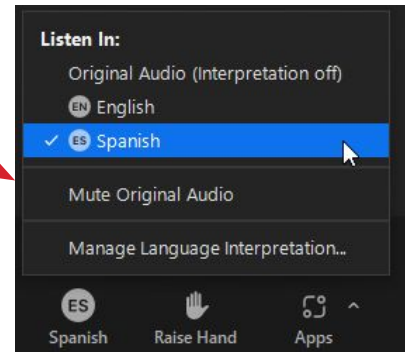 Listen In:
Original Audio (Interpretation off)
EN English
ES Spanish
Mute Original Audio
Manage Language Interpretation...
ES
Spanish Raise Hand Apps